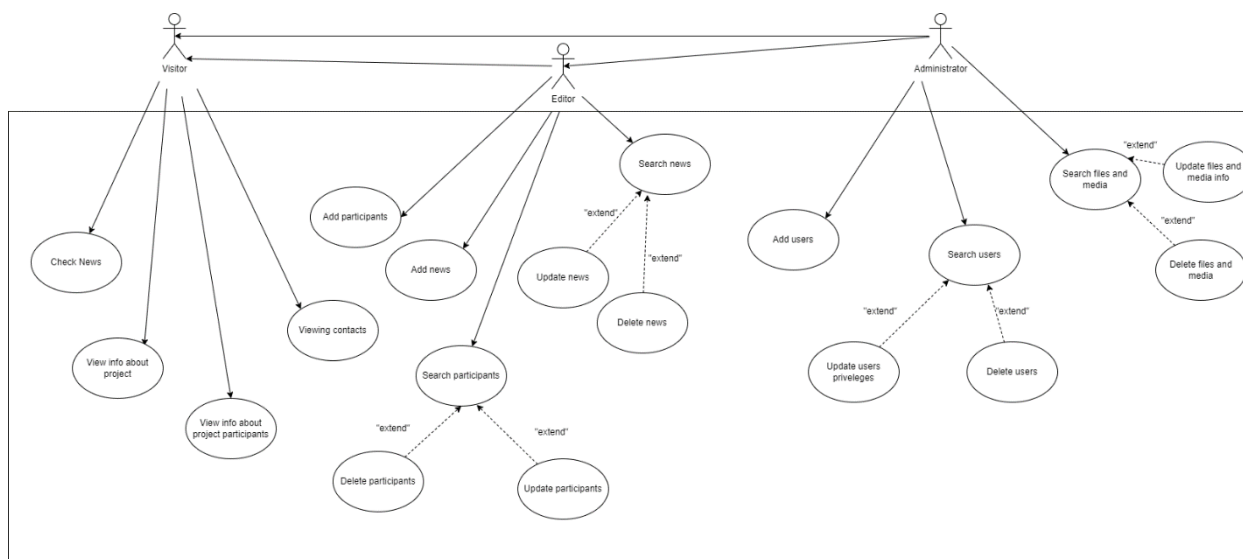 Visitor
Editor
Administrator
Search news
"extend"
Search files and
media
Update files and
media info
"extend"
Add participants
"extend"
Add users
Check News
Add news
Update news
"extend"
Search users
Delete files and
media
Viewing contacts
Delete news
"extend"
"extend"
View info about
project
Search participants
Update users
priveleges
Delete users
View info about
project participants
"extend"
"extend"
Delete participants
Update participants